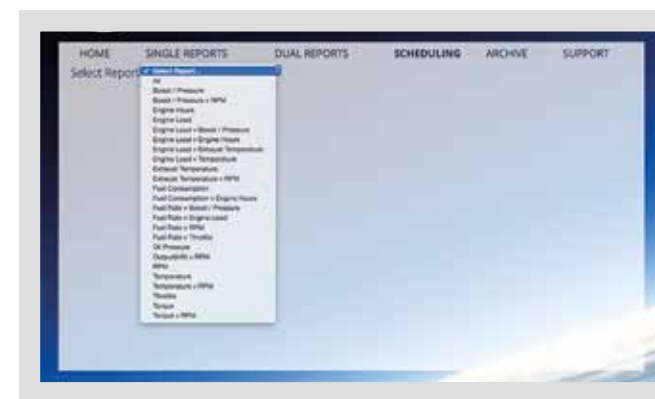 HOME SINGLE REPORTS DUAL REPORTS SCHEDULING ARCHIVE SUPPORT
Select Report Select Report...
All
Boost / Pressure
Boost / Pressure v RPM
Engine Hours
Engine Load
Engine Load v Boost / Pressure
Engine Load v Engine Hours
Engine Load v Exhaust Temperature
Engine Load v Temperature
Exhaust Temperature
Exhaust Temperature v RPM
Fuel Consumption
Fuel Consumption v Engine Hours
Fuel Rate v Boost / Pressure
Fuel Rate v Engine Load
Fuel Rate v RPM
Fuel Rate v Throttle
Oil Pressure
RPM
Temperature
Temperature v RPM
Throttle
Torque
Torque v RPM